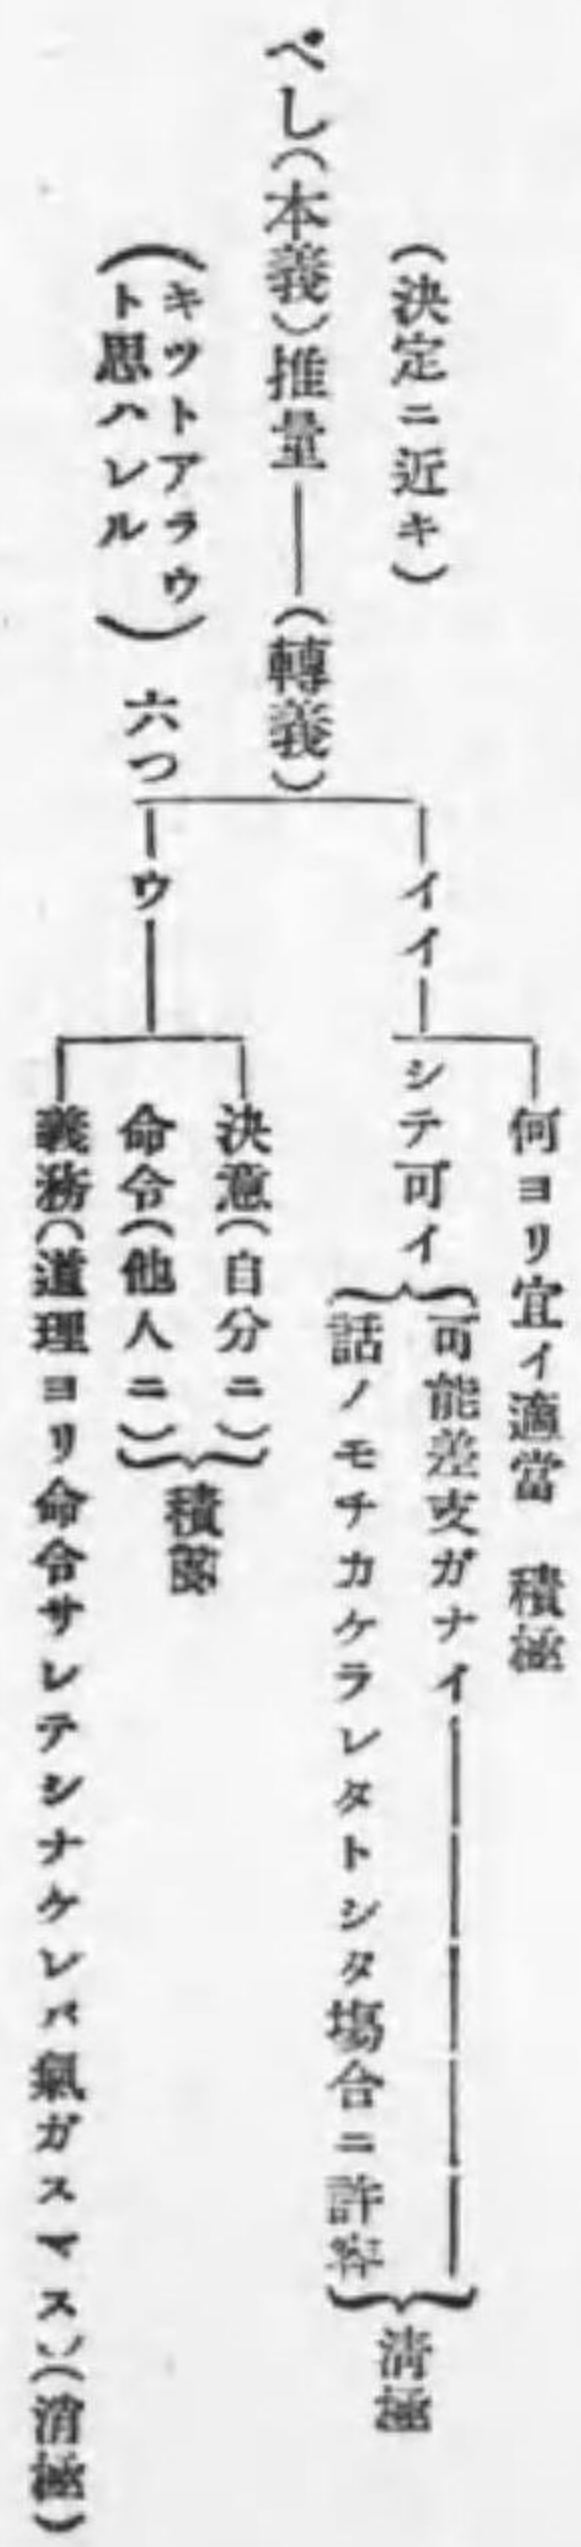 (決定ニ近キ)
べし(本義)推量――(轉義)
(キツトアラウ
ト思ハレル)
六つ
イイ
何ヨリ宜イ適當 積極
シテ可イ
可能差支ガナイ
話ノモチカケラレタトシタ塲合ニ許容
清極
ウ
決意(自分ニ)
命令(他人ニ)
積
義務(道理ヨリ命令サレテシナケレバ氣ガスマス)(消極)